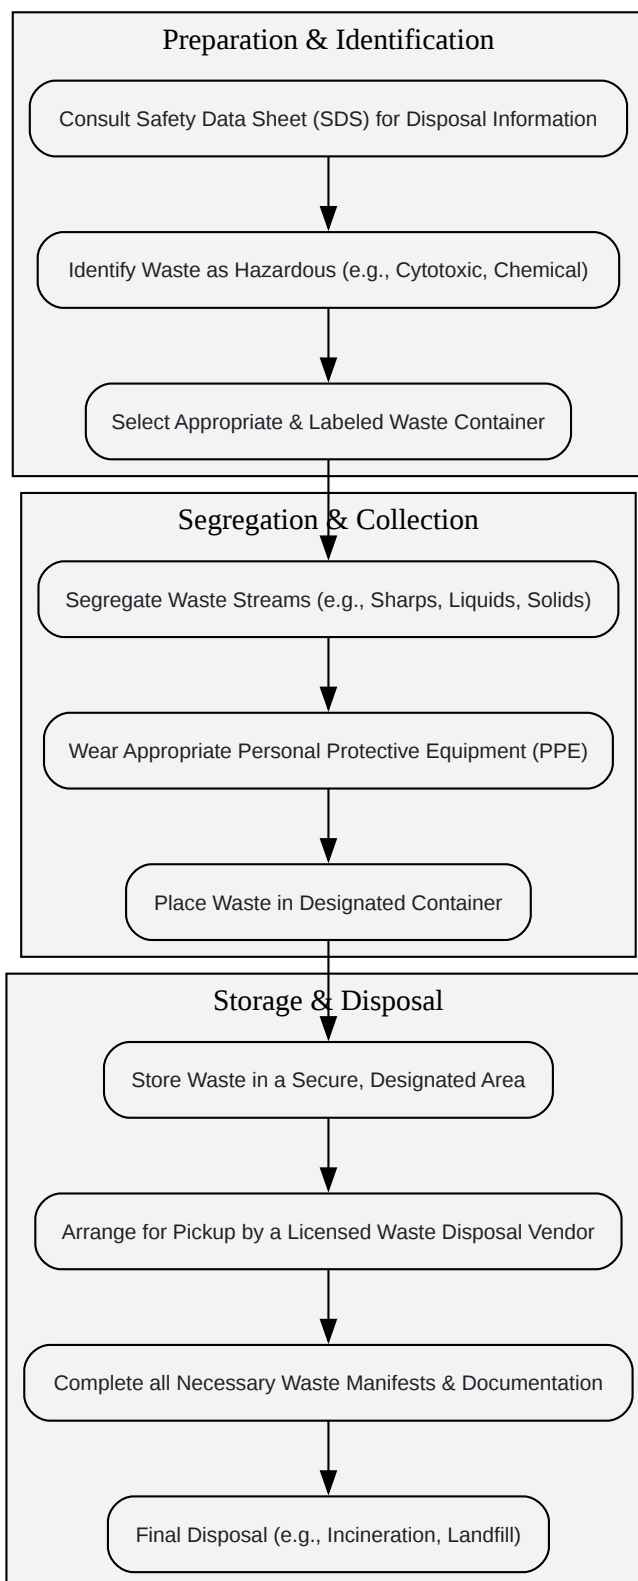 Preparation & Identification
Consult Safety Data Sheet (SDS) for Disposal Information
Identify Waste as Hazardous (e.g., Cytotoxic, Chemical)
Select Appropriate & Labeled Waste Container
Segregation & Collection
Segregate Waste Streams (e.g., Sharps, Liquids, Solids)
Wear Appropriate Personal Protective Equipment (PPE)
Place Waste in Designated Container
Storage & Disposal
Store Waste in a Secure, Designated Area
Arrange for Pickup by a Licensed Waste Disposal Vendor
Complete all Necessary Waste Manifests & Documentation
Final Disposal (e.g., Incineration, Landfill)